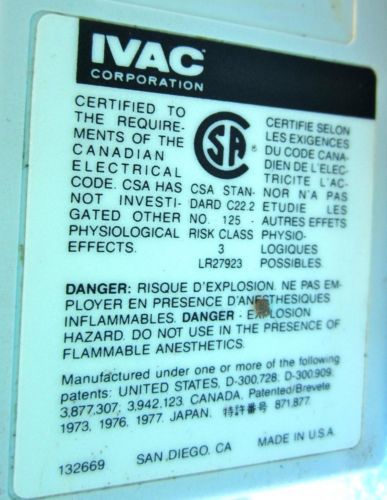 IVAC
CORPORATION
CERTIFIED TO
THE REQUIRE-
MENTS OF THE
CANADIAN
ELECTRICAL
CODE. CSA HAS
NOT INVESTI-
GATED OTHER
PHYSIOLOGICAL
EFFECTS.
CSA ®
CSA STAN-
DARD C22.2
NO. 125 -
RISK CLASS
3
LR27923
CERTIFIE SELON
LES EXIGENCES
DU CODE CANA-
DIEN DE L'ELEC-
TRICITE L'AC-
NOR N'A PAS
ETUDIE LES
AUTRES EFFETS
PHYSIO-
LOGIQUES
POSSIBLES.
DANGER: RISQUE D'EXPLOSION. NE PAS EM-
PLOYER EN PRESENCE D'ANESTHESIQUES
INFLAMMABLES. DANGER - EXPLOSION
HAZARD. DO NOT USE IN THE PRESENCE OF
FLAMMABLE ANESTHETICS.
Manufactured under one or more of the following
patents: UNITED STATES, D-300,728; D-300,909;
3,877,307; 3,942,123. CANADA, Patented/Brevete
1973, 1976, 1977. JAPAN. 特許番号 871,877.
132669 SAN DIEGO, CA MADE IN U.S.A.